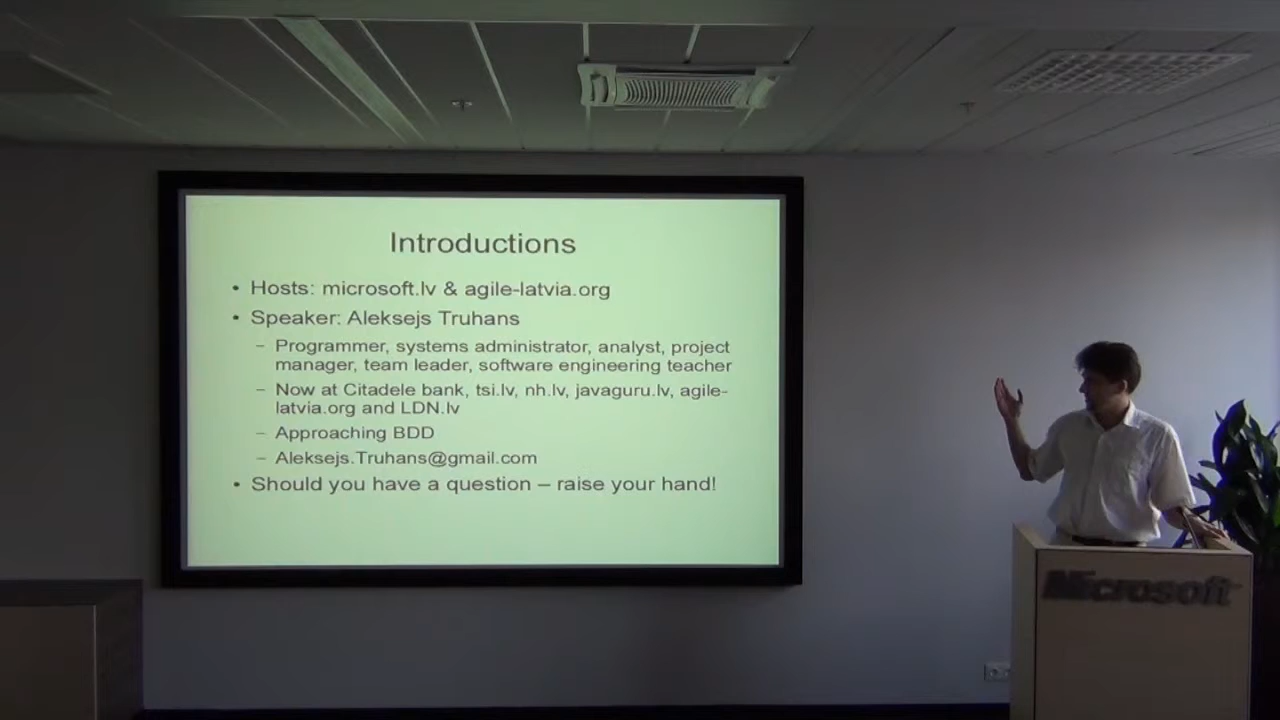 Introductions
• Hosts: microsoft.lv & agile-latvia.org
• Speaker: Aleksejs Truhans
– Programmer, systems administrator, analyst, project
manager, team leader, software engineering teacher
– Now at Citadele bank, tsi.lv, nh.lv, javaguru.lv, agile-
latvia.org and LDN.lv
– Approaching BDD
– Aleksejs.Truhans@gmail.com
• Should you have a question – raise your hand!
Microsoft